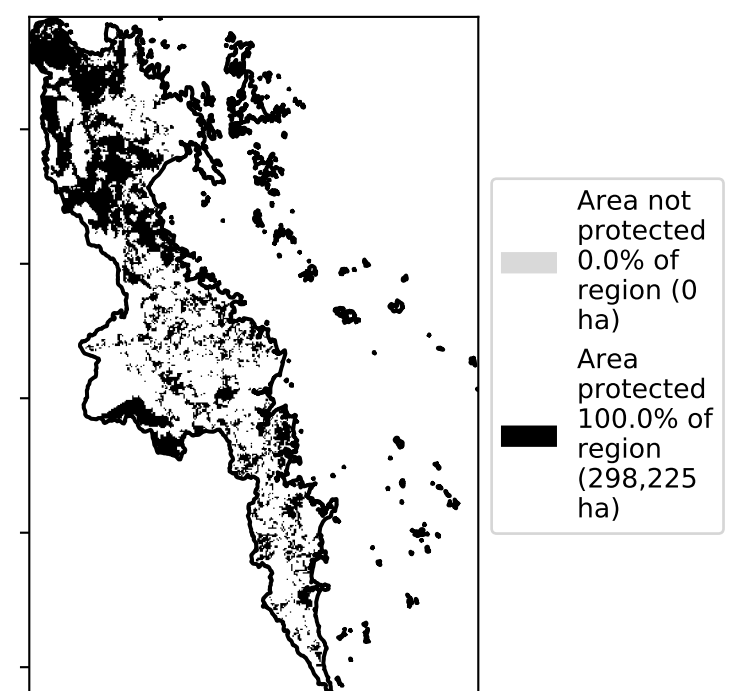 Area not
protected
0.0% of
region (0
ha)
Area
protected
100.0% of
region
(298,225
ha)